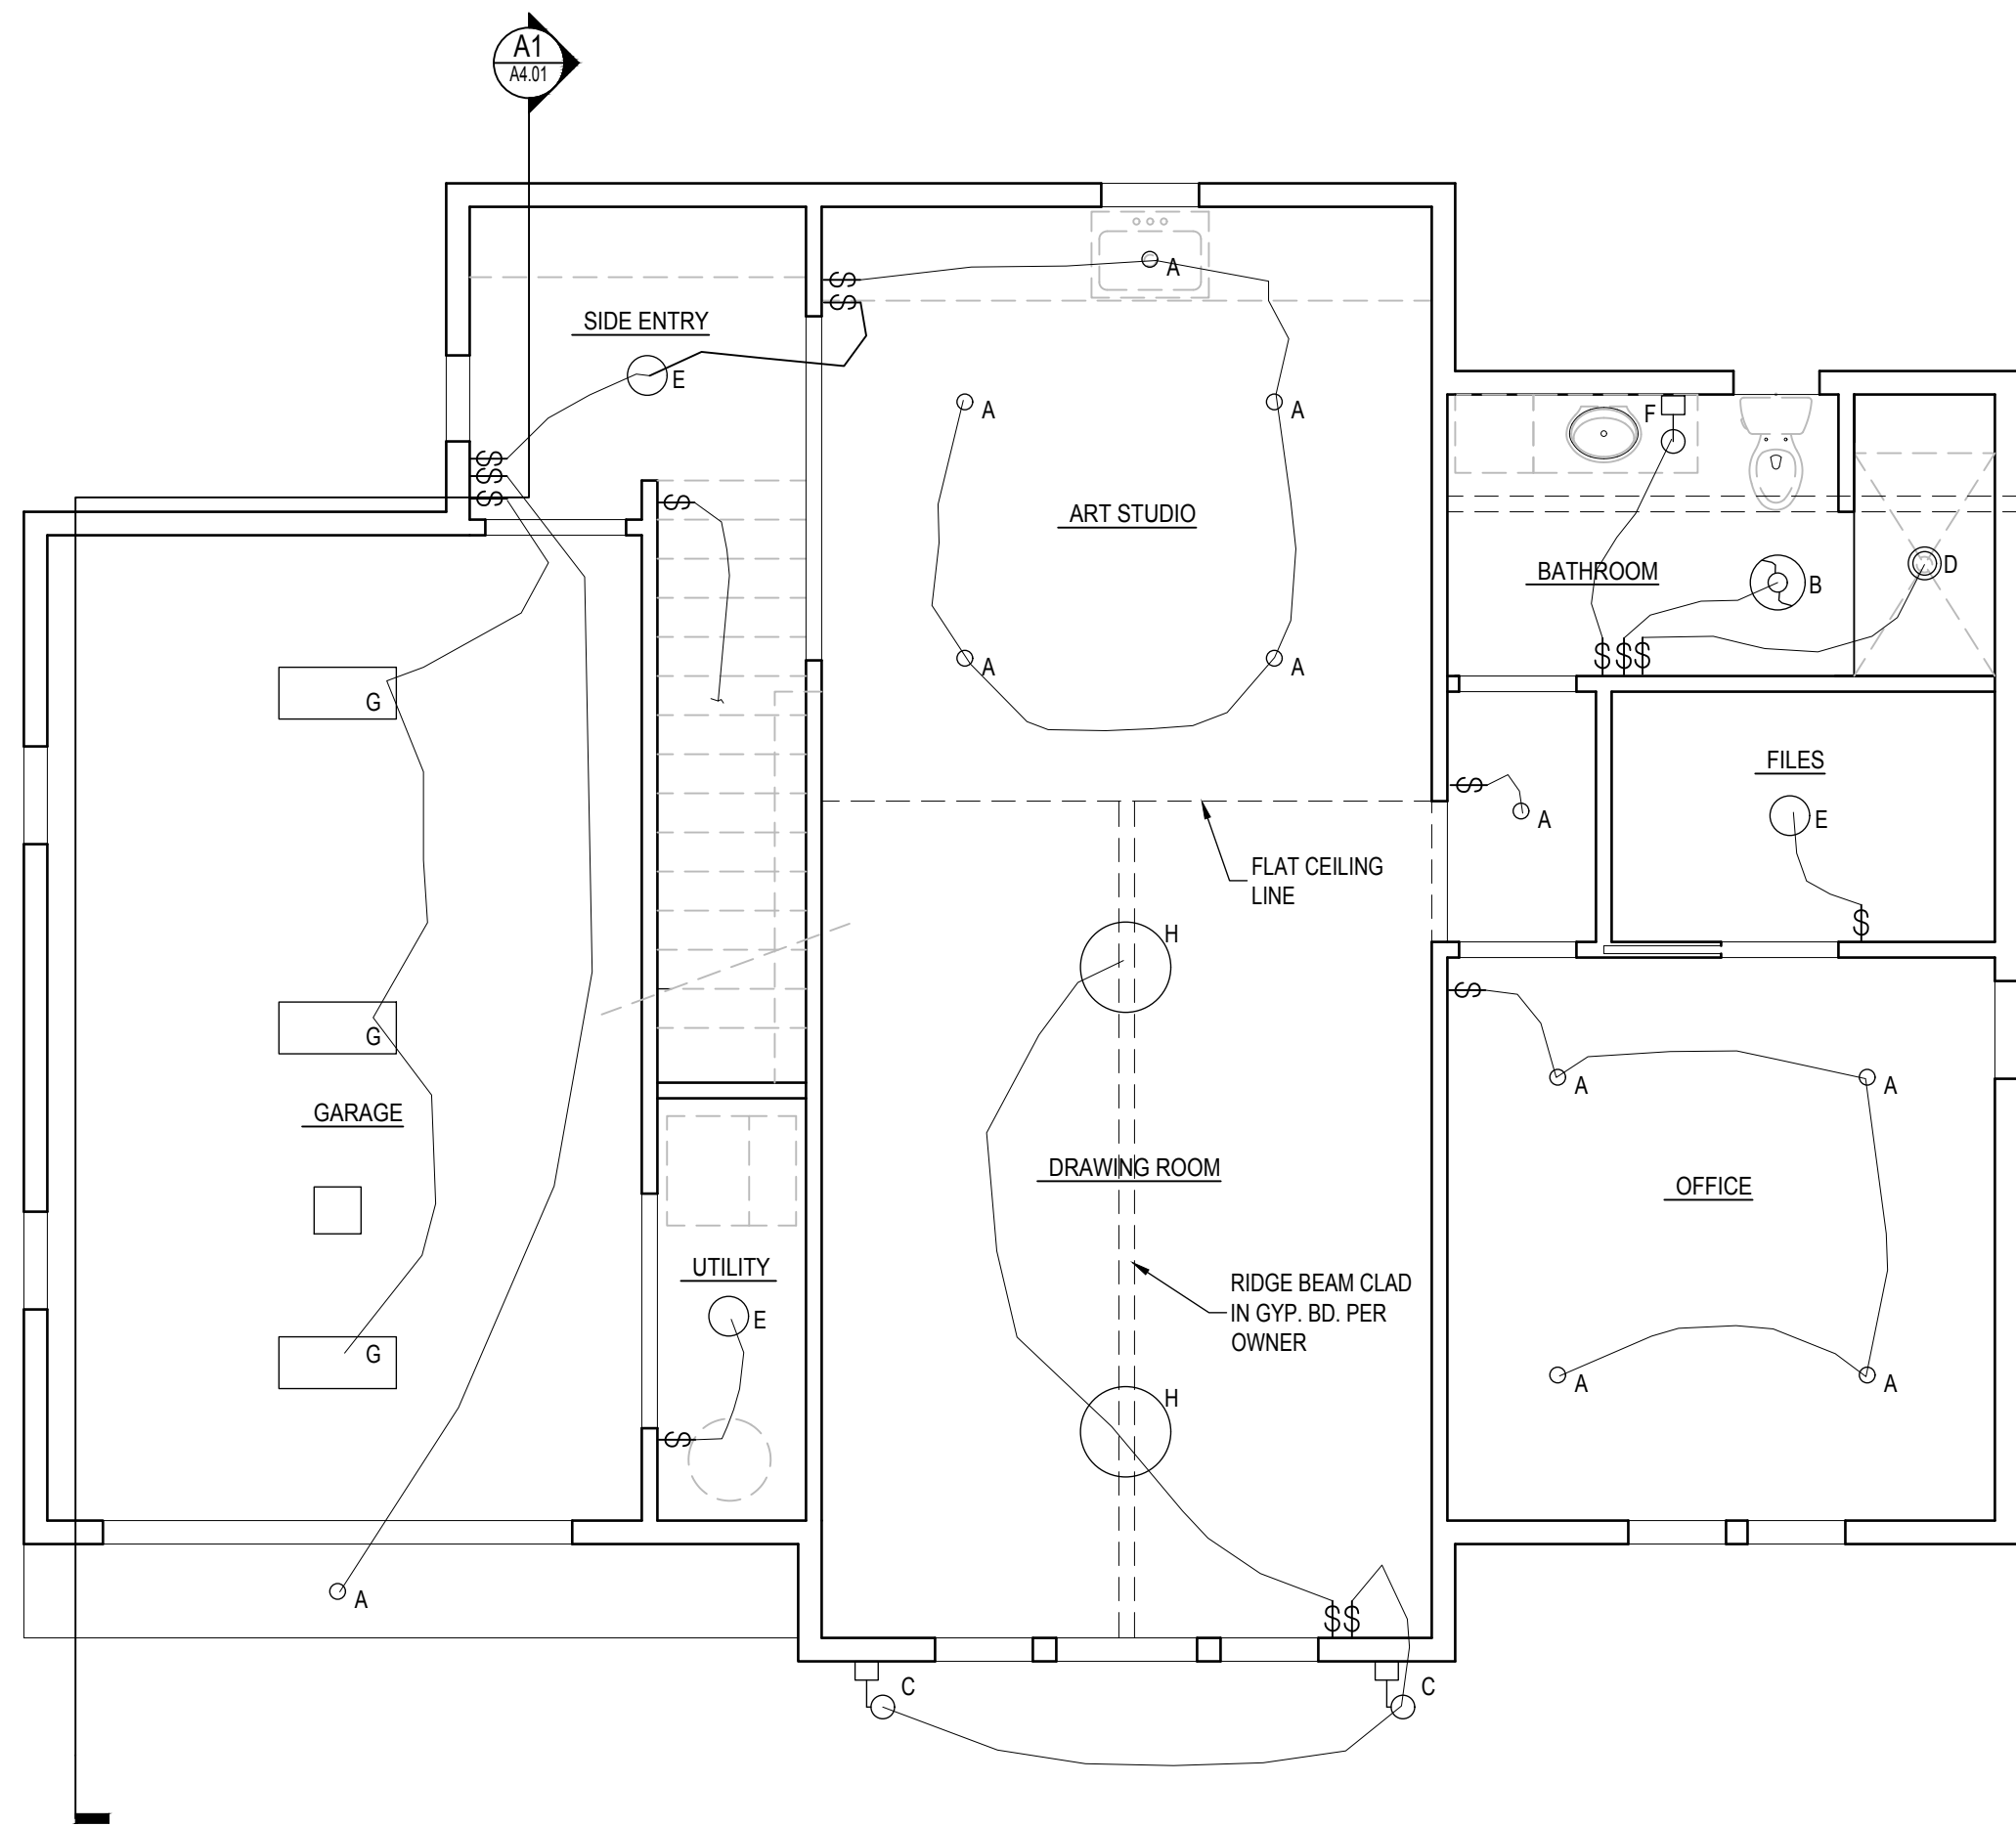 A1
A4.01
SIDE ENTRY
E
$
$
A
A
A
ART STUDIO
A
A
F
BATHROOM
B
D
$$$
$
$
$
$
G
G
GARAGE
G
A
$
A
FILES
E
$
FLAT CEILING
LINE
H
DRAWING ROOM
RIDGE BEAM CLAD
IN GYP. BD. PER
OWNER
H
UTILITY
E
$
$
A
A
OFFICE
A
A
$$
C
C